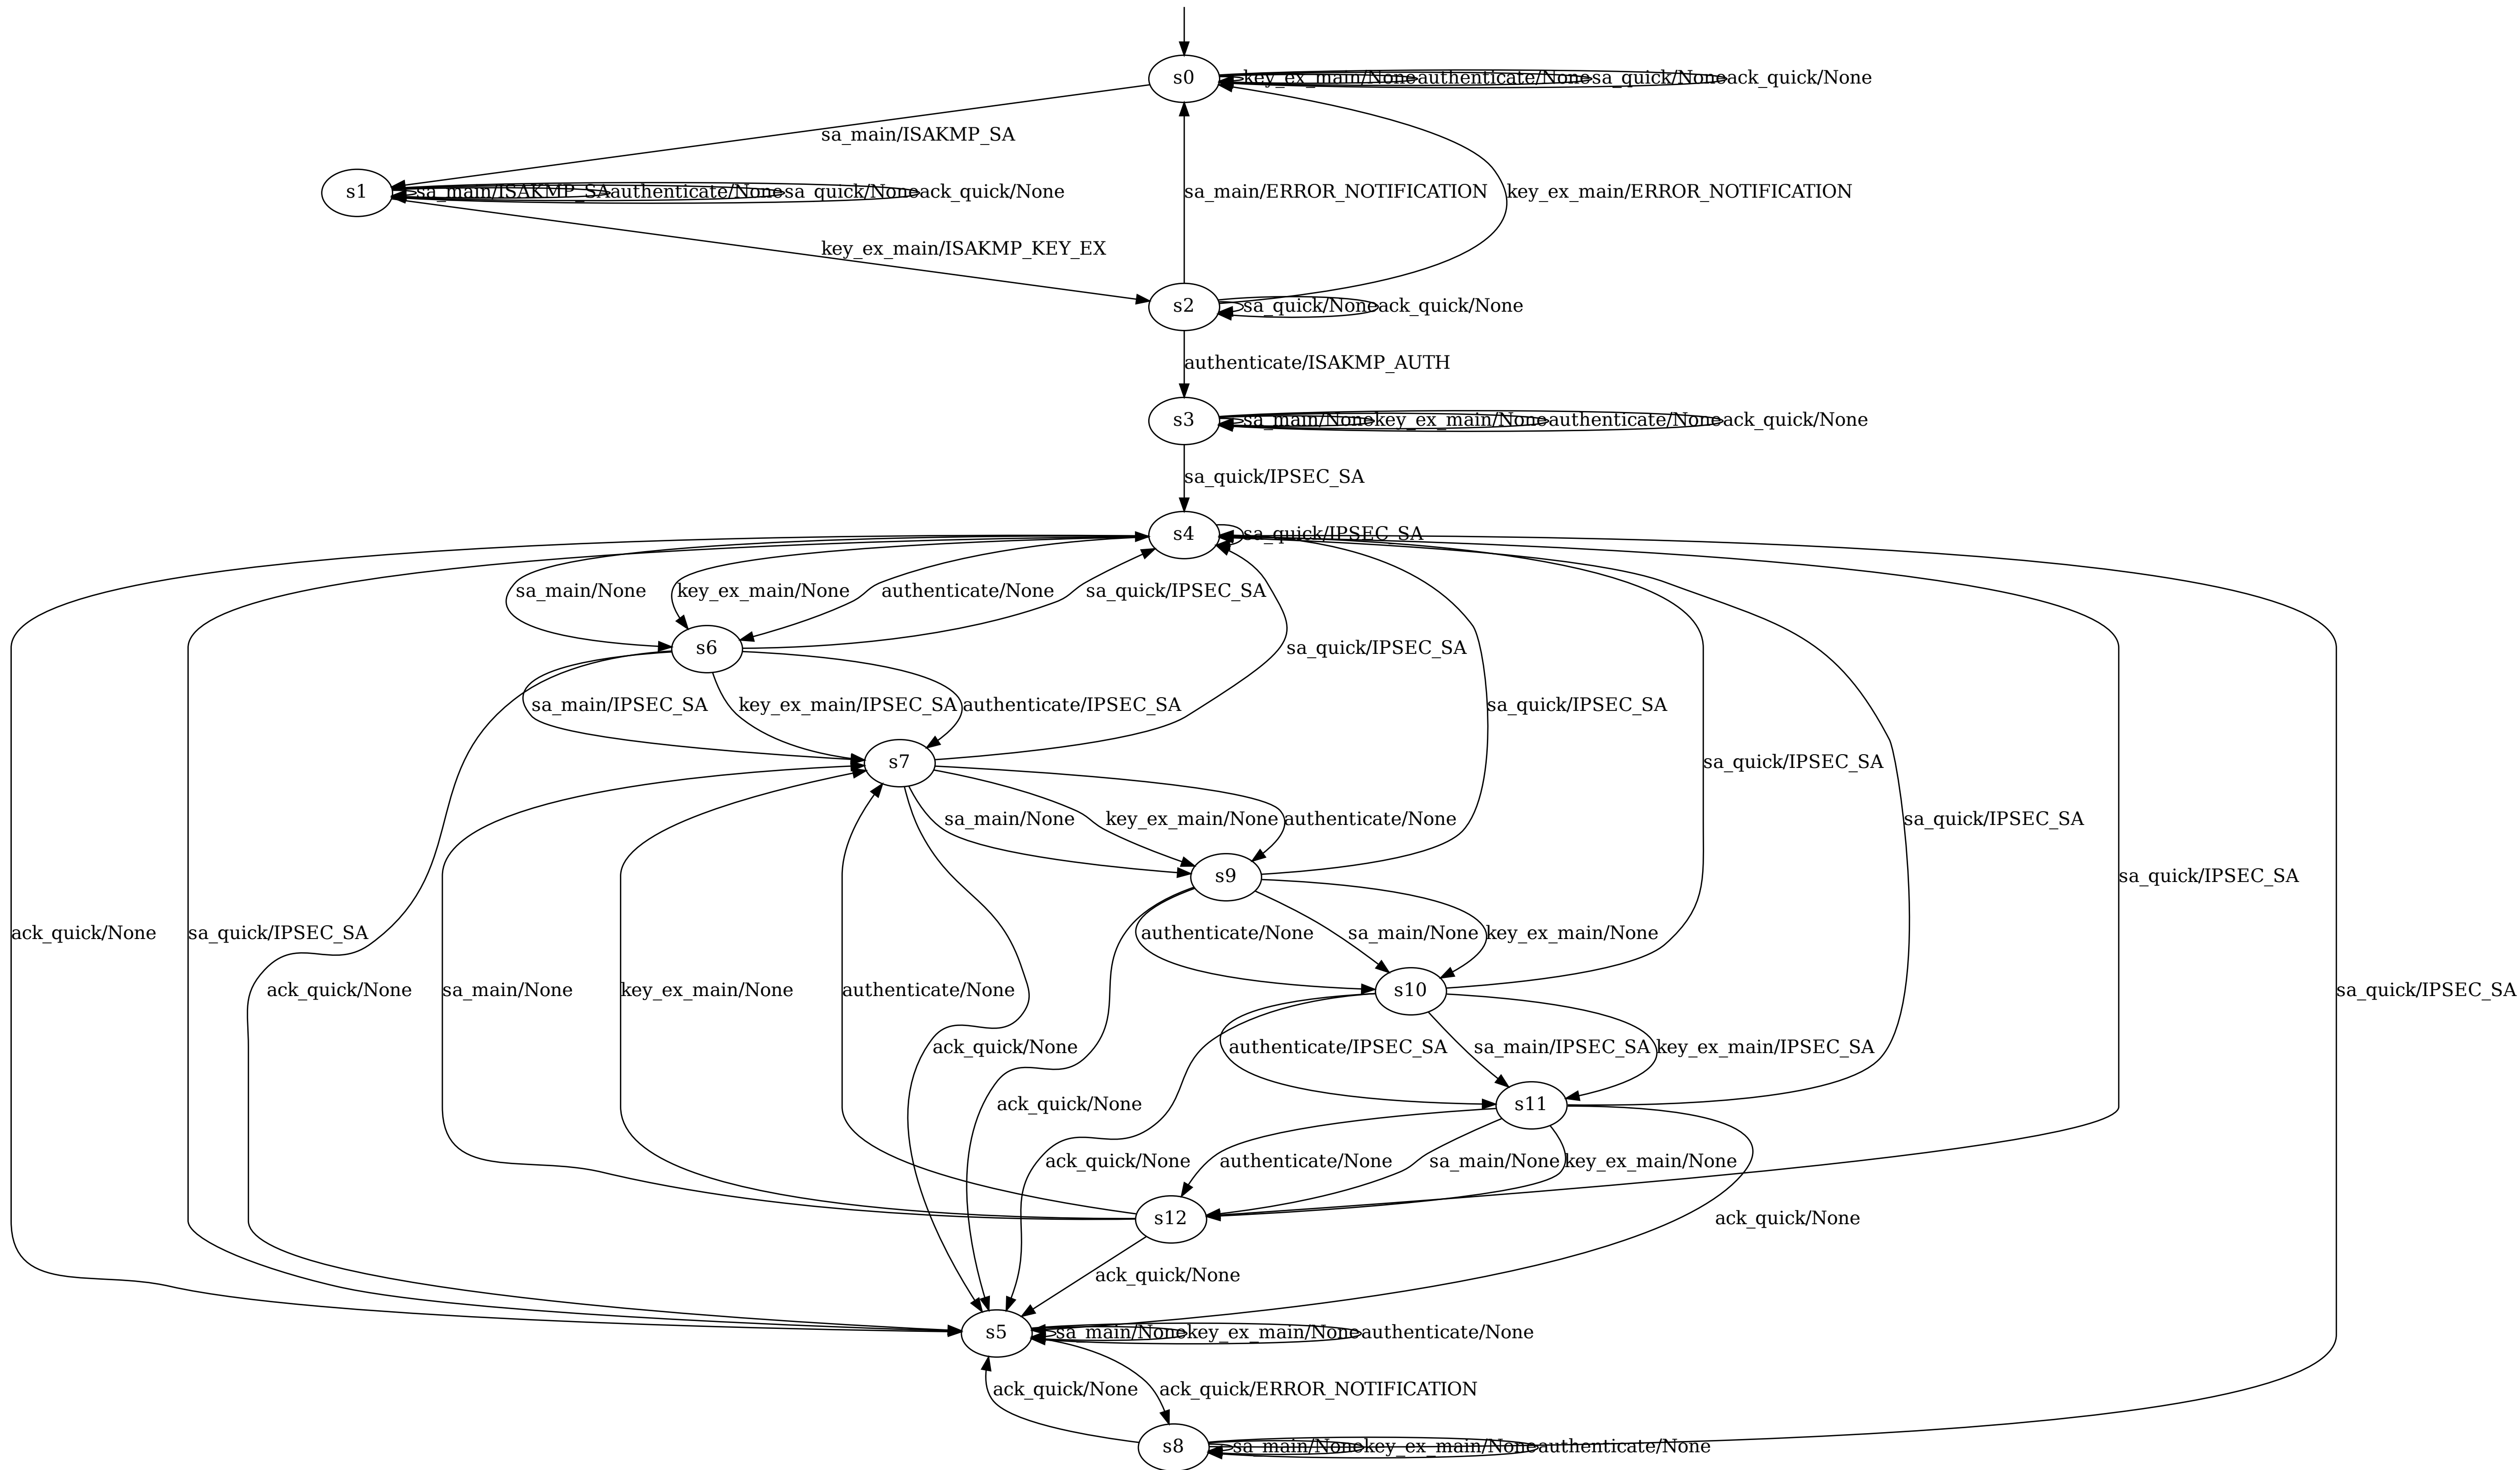 s0
key_ex_main/None
authenticate/None
sa_quick/None
ack_quick/None
sa_main/ISAKMP_SA
s1
sa_main/ISAKMP_SA
authenticate/None
sa_quick/None
ack_quick/None
sa_main/ERROR_NOTIFICATION
key_ex_main/ERROR_NOTIFICATION
key_ex_main/ISAKMP_KEY_EX
s2
sa_quick/None
ack_quick/None
authenticate/ISAKMP_AUTH
s3
sa_main/None
key_ex_main/None
authenticate/None
ack_quick/None
sa_quick/IPSEC_SA
s4
sa_quick/IPSEC_SA
sa_main/None
key_ex_main/None
authenticate/None
sa_quick/IPSEC_SA
s6
sa_quick/IPSEC_SA
sa_main/IPSEC_SA
key_ex_main/IPSEC_SA
authenticate/IPSEC_SA
sa_quick/IPSEC_SA
s7
sa_quick/IPSEC_SA
sa_main/None
key_ex_main/None
authenticate/None
sa_quick/IPSEC_SA
s9
sa_quick/IPSEC_SA
ack_quick/None
sa_quick/IPSEC_SA
authenticate/None
sa_main/None
key_ex_main/None
ack_quick/None
sa_main/None
key_ex_main/None
authenticate/None
s10
sa_quick/IPSEC_SA
ack_quick/None
authenticate/IPSEC_SA
sa_main/IPSEC_SA
key_ex_main/IPSEC_SA
ack_quick/None
s11
ack_quick/None
authenticate/None
sa_main/None
key_ex_main/None
s12
ack_quick/None
ack_quick/None
s5
sa_main/None
key_ex_main/None
authenticate/None
ack_quick/None
ack_quick/ERROR_NOTIFICATION
s8
sa_main/None
key_ex_main/None
authenticate/None